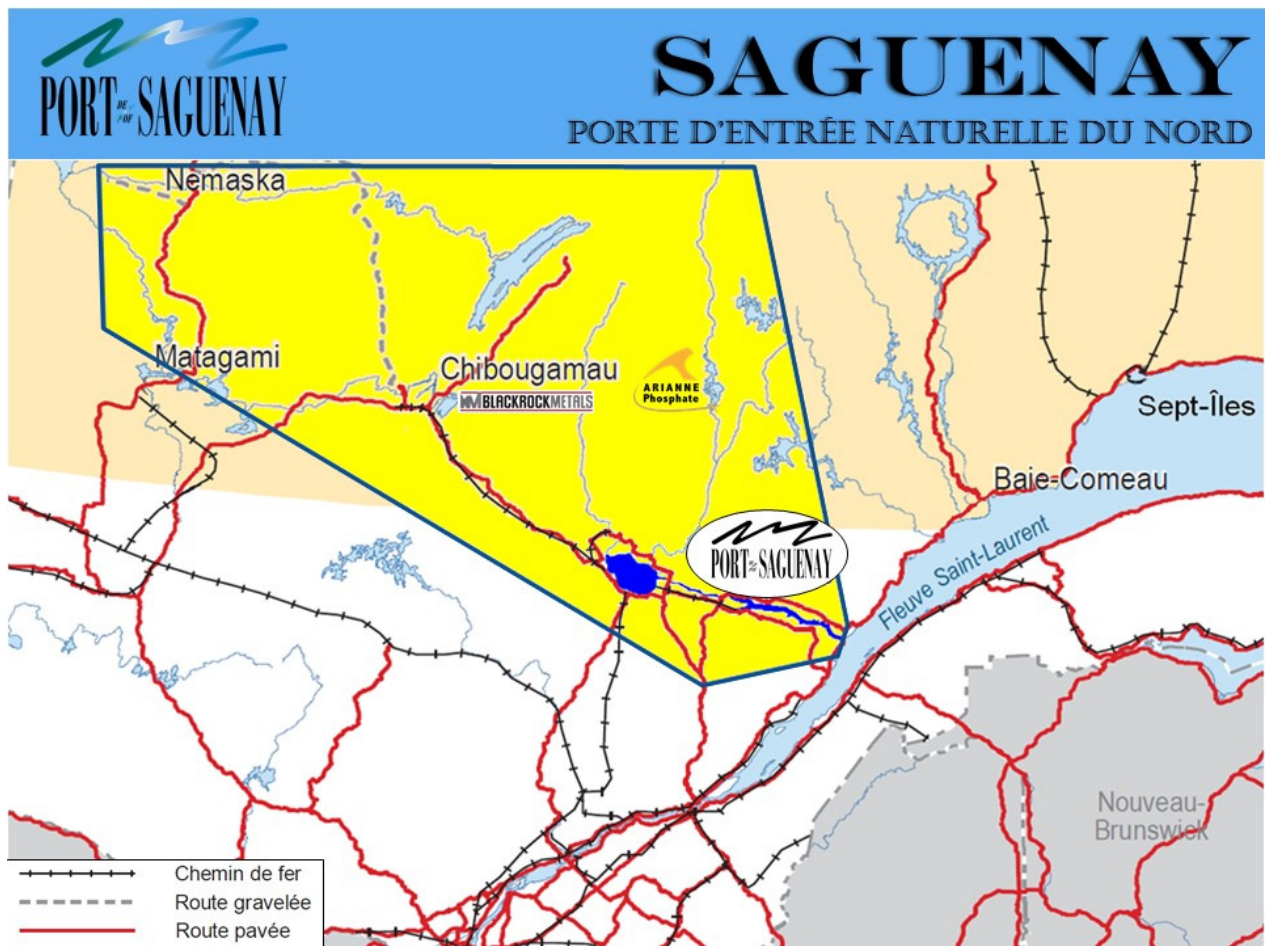 PORT DE OF SAGUENAY
SAGUENAY
PORTE D'ENTRÉE NATURELLE DU NORD
Nemaska
Matagami
Chibougamau
BLACKROCKMETALS
ARIANNE
Phosphate
Sept-Îles
Baie-Comeau
PORT SAGUENAY
Fleuve Saint-Laurent
Nouveau-
Brunswick
Chemin de fer
Route gravelée
Route pavée